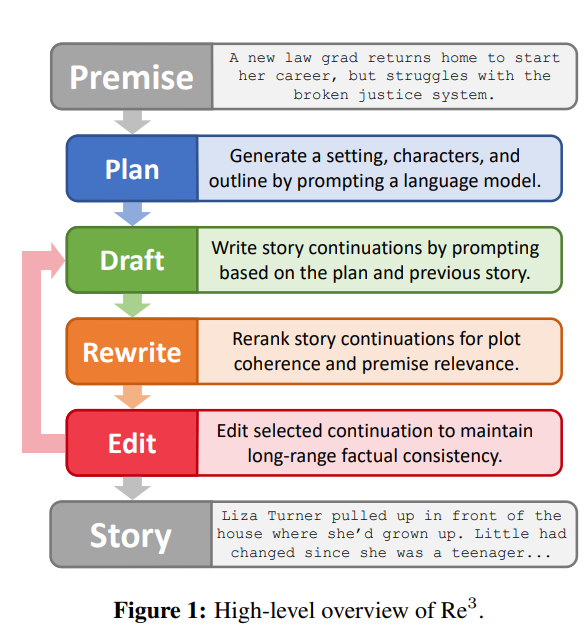 Premise
A new law grad returns home to start
her career, but struggles with the
broken justice system.
Plan
Generate a setting, characters, and
outline by prompting a language model.
Draft
Write story continuations by prompting
based on the plan and previous story.
Rewrite
Rerank story continuations for plot
coherence and premise relevance.
Edit
Edit selected continuation to maintain
long-range factual consistency.
Story
Liza Turner pulled up in front of the
house where she’d grown up. Little had
changed since she was a teenager...
Figure 1: High-level overview of Re³.